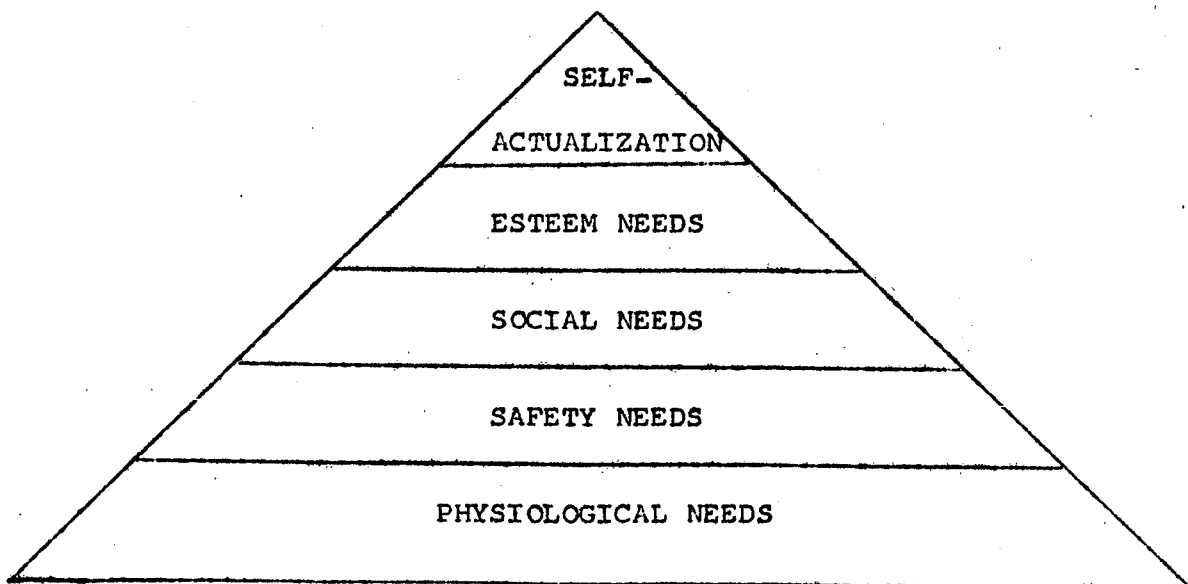 SELF-
ACTUALIZATION
ESTEEM NEEDS
SOCIAL NEEDS
SAFETY NEEDS
PHYSIOLOGICAL NEEDS